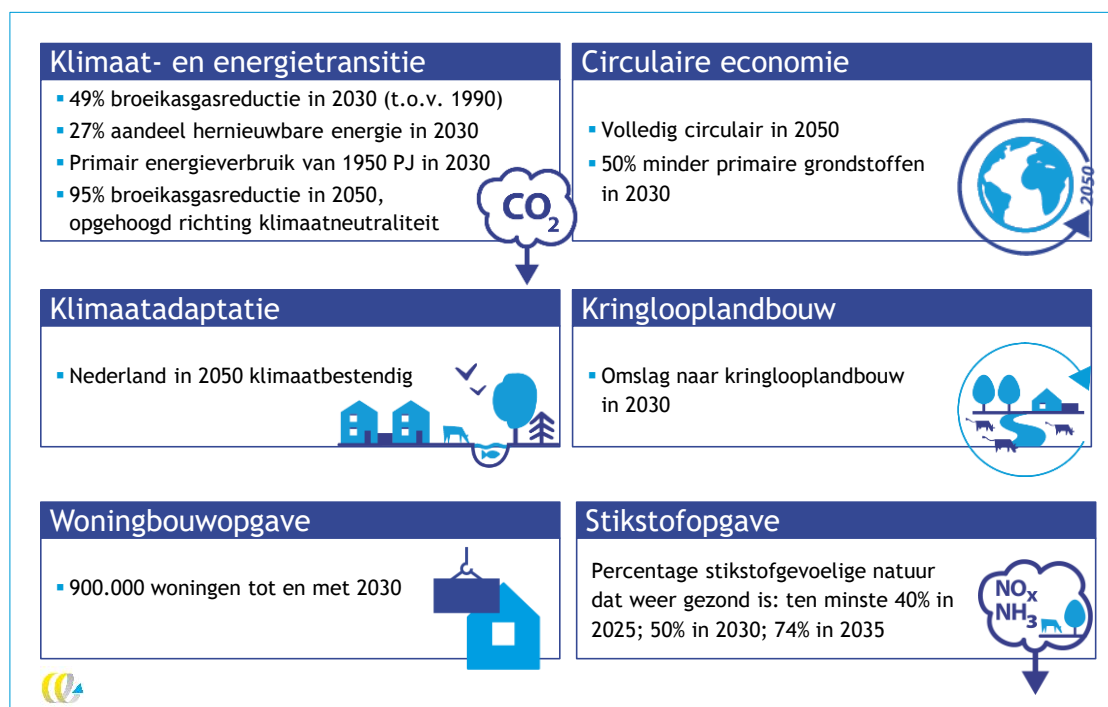 Klimaat- en energietransitie
▪ 49% broeikasgasreductie in 2030 (t.o.v. 1990)
▪ 27% aandeel hernieuwbare energie in 2030
▪ Primair energieverbruik van 1950 PJ in 2030
▪ 95% broeikasgasreductie in 2050,
opgehoogd richting klimaatneutraliteit
CO₂
Circulaire economie
▪ Volledig circulair in 2050
▪ 50% minder primaire grondstoffen
in 2030
2050
Klimaatadaptatie
▪ Nederland in 2050 klimaatbestendig
Kringlooplandbouw
▪ Omslag naar kringlooplandbouw
in 2030
Woningbouwopgave
▪ 900.000 woningen tot en met 2030
Stikstofopgave
Percentage stikstofgevoelige natuur
dat weer gezond is: ten minste 40% in
2025; 50% in 2030; 74% in 2035
NOₓ
NH₃